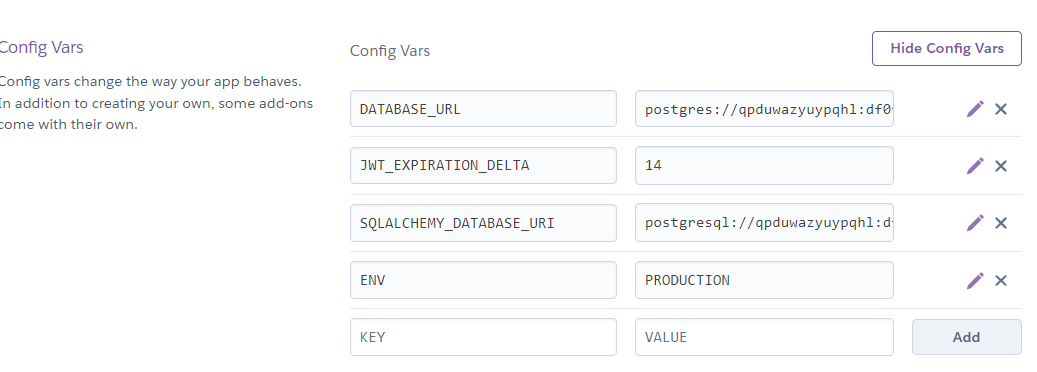 Config Vars
Config vars change the way your app behaves.
In addition to creating your own, some add-ons
come with their own.
Config Vars
Hide Config Vars
DATABASE_URL
postgres://qpduwazyuypqhl:df0
JWT_EXPIRATION_DELTA
14
SQLALCHEMY_DATABASE_URI
postgresql://qpduwazyuypqhl:d
ENV
PRODUCTION
KEY
VALUE
Add